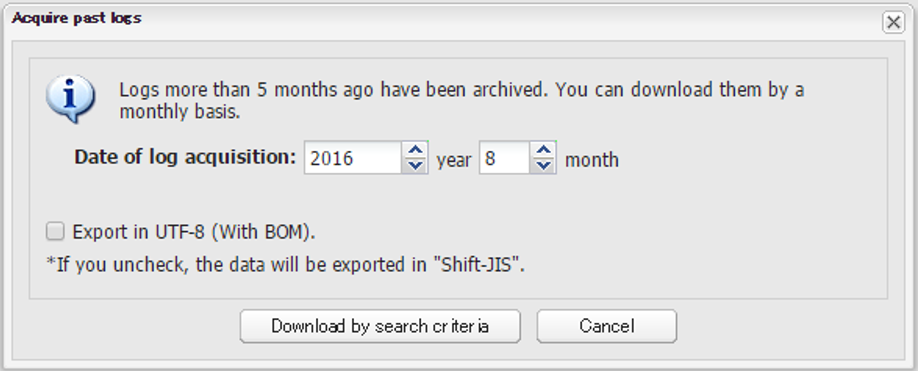 Acquire past logs
Logs more than 5 months ago have been archived. You can download them by a
monthly basis.
Date of log acquisition: 2016 year 8 month
Export in UTF-8 (With BOM).
*If you uncheck, the data will be exported in "Shift-JIS".
Download by search criteria Cancel